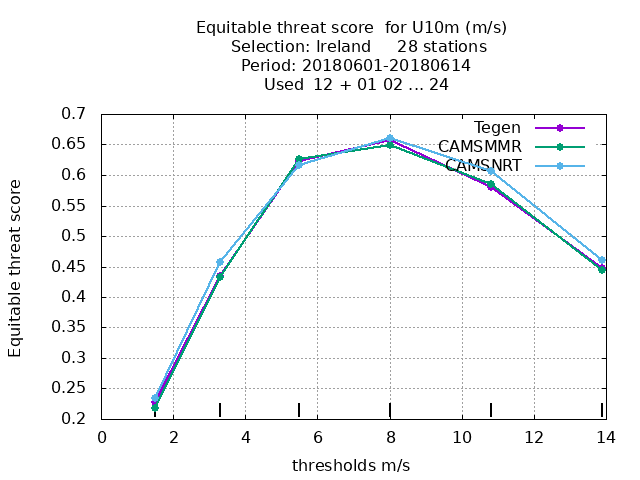 Equitable threat score  for U10m (m/s)
Selection: Ireland     28 stations
Period: 20180601-20180614
Used  12 + 01 02 ... 24
Equitable threat score
0.7
0.65
0.6
0.55
0.5
0.45
0.4
0.35
0.3
0.25
0.2
Tegen
CAMSMMR
CAMSNRT
0 2 4 6 8 10 12 14
thresholds m/s